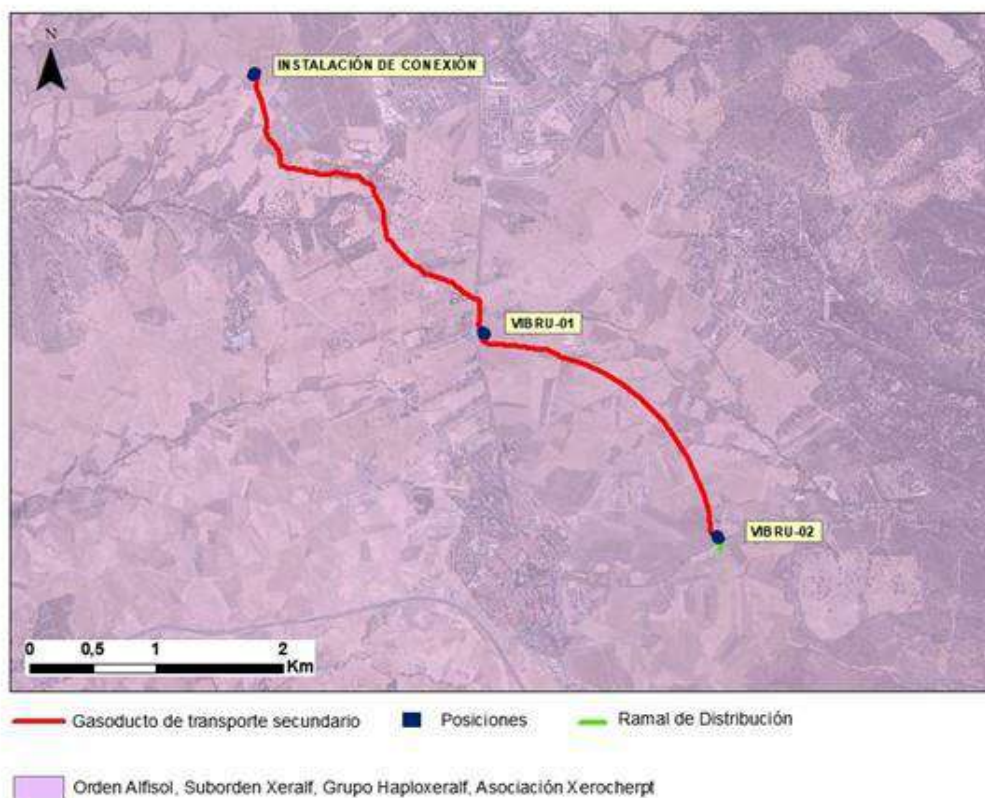 N
INSTALACIÓN DE CONEXIÓN
VIBRU-01
VIBRU-02
0 0,5 1 2
Km
Gasoducto de transporte secundario Posiciones Ramal de Distribución
Orden Alfisol, Suborden Xeralf, Grupo Haploxeralf, Asociación Xerocherpt